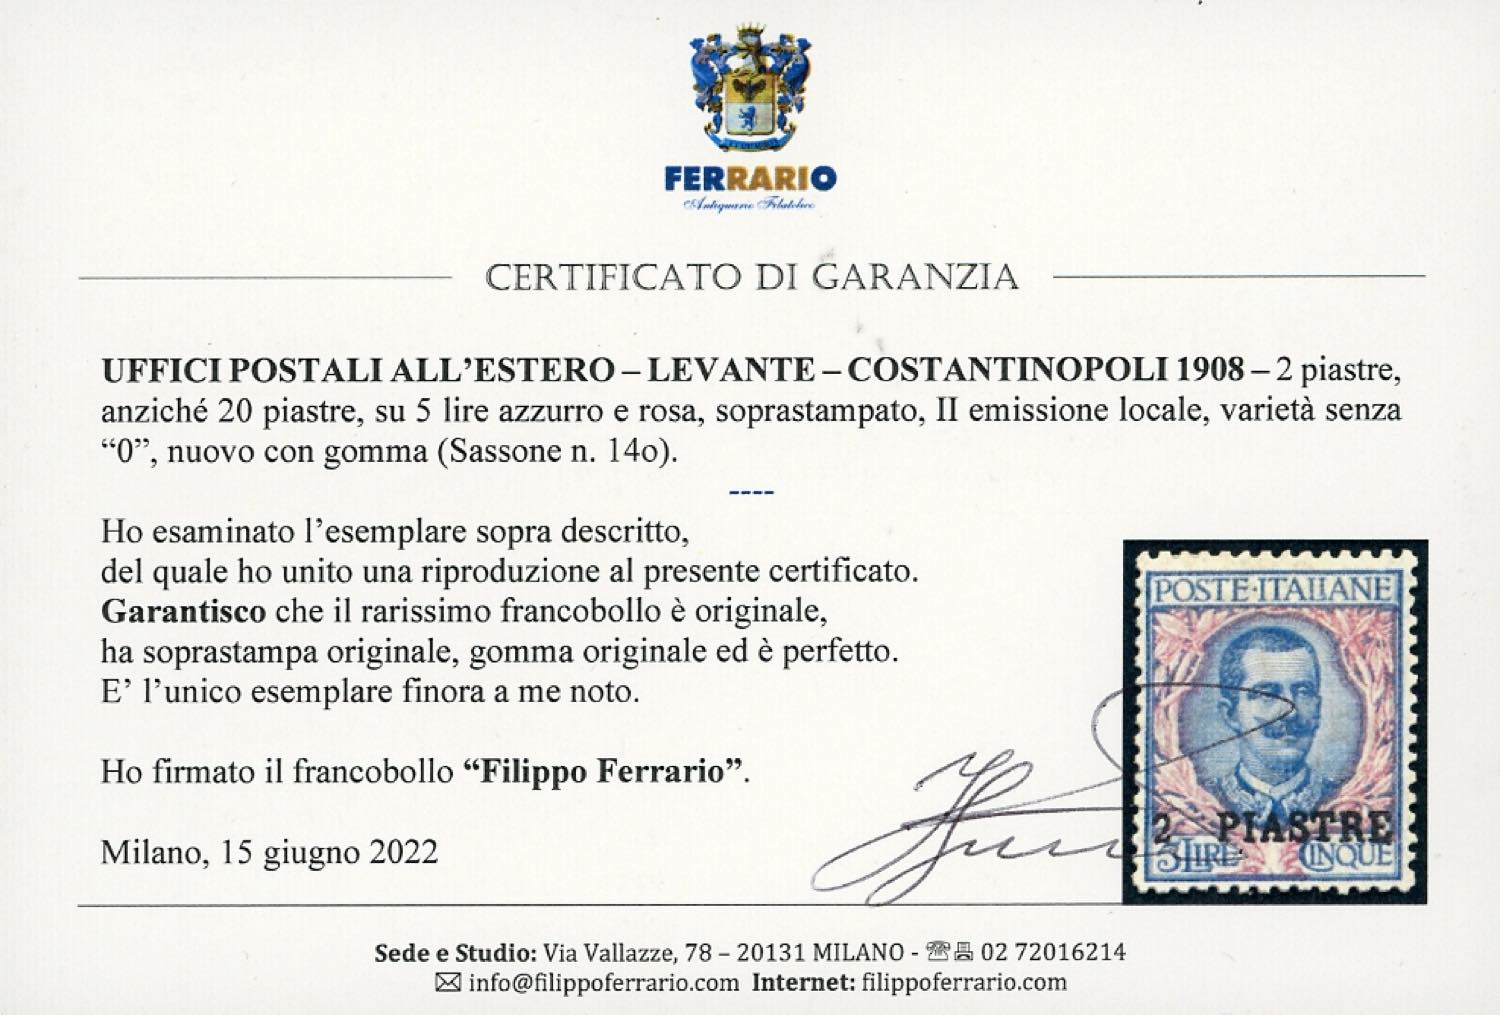 FERRARIO
Antiquario Filatelico
CERTIFICATO DI GARANZIA
UFFICI POSTALI ALL’ESTERO – LEVANTE – COSTANTINOPOLI 1908 – 2 piastre,
anziché 20 piastre, su 5 lire azzurro e rosa, soprastampato, II emissione locale, varietà senza
“0”, nuovo con gomma (Sassone n. 14o).
----
Ho esaminato l’esemplare sopra descritto,
del quale ho unito una riproduzione al presente certificato.
Garantisco che il rarissimo francobollo è originale,
ha soprastampa originale, gomma originale ed è perfetto.
E’ l’unico esemplare finora a me noto.
Ho firmato il francobollo “Filippo Ferrario”.
Milano, 15 giugno 2022
POSTE·ITALIANE
2 PIASTRE
5 LIRE CINQUE
Sede e Studio: Via Vallazze, 78 – 20131 MILANO - 02 72016214
info@filippoferrario.com Internet: filippoferrario.com